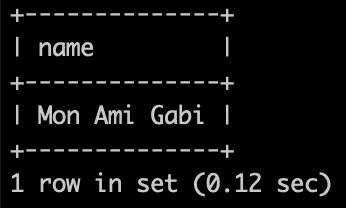 +--------------+
| name         |
+--------------+
| Mon Ami Gabi |
+--------------+
1 row in set (0.12 sec)